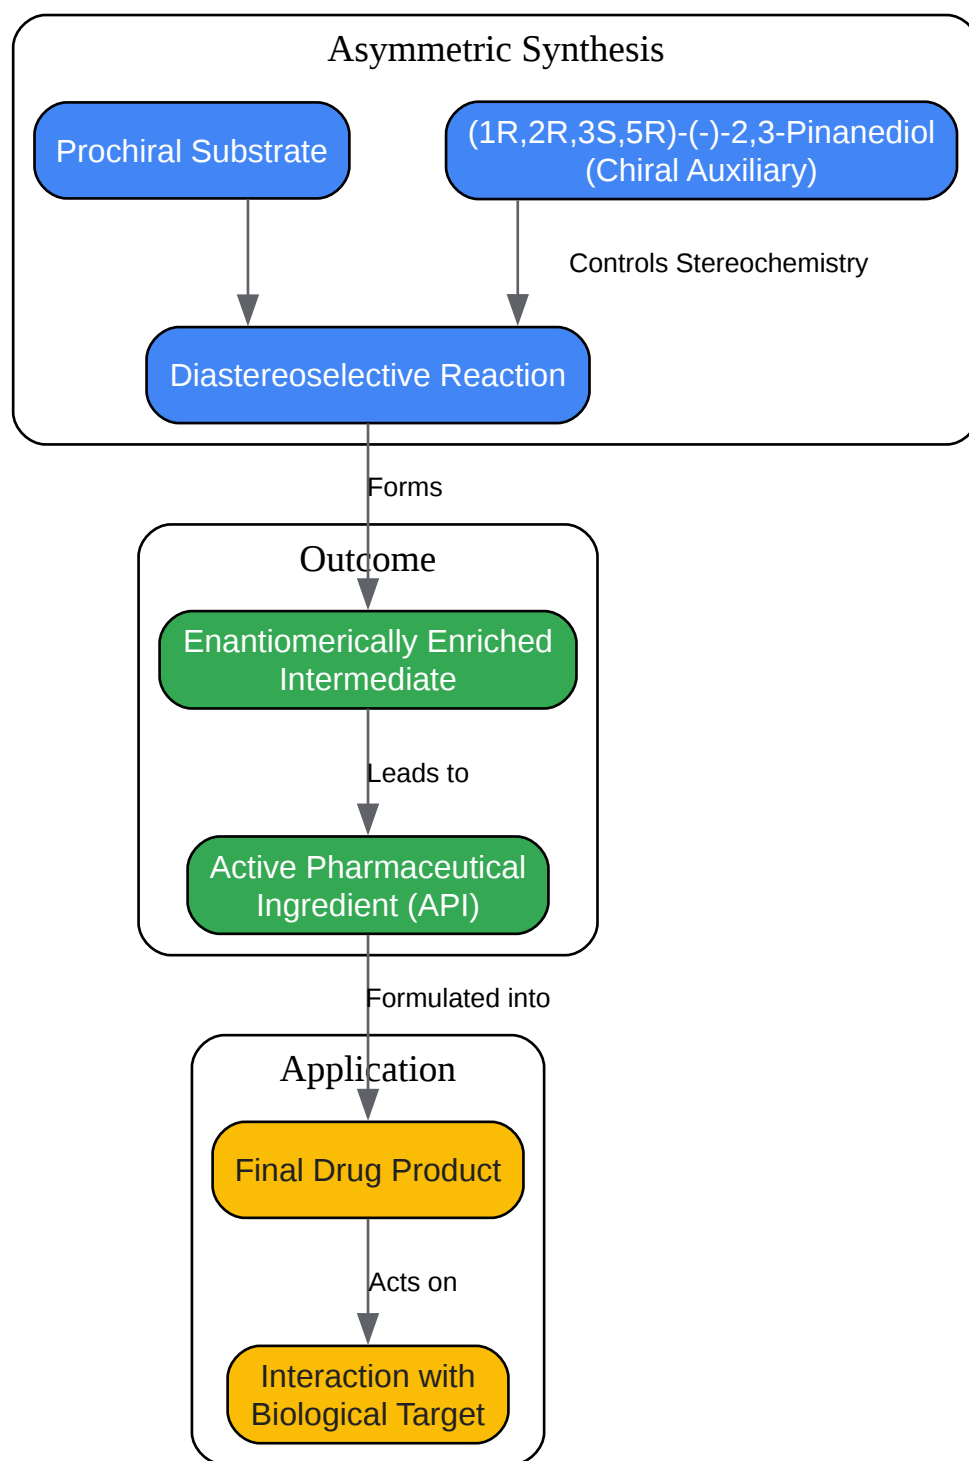 Asymmetric Synthesis
Prochiral Substrate
(1R,2R,3S,5R)-(-)-2,3-Pinanediol
(Chiral Auxiliary)
Controls Stereochemistry
Diastereoselective Reaction
Forms
Outcome
Enantiomerically Enriched
Intermediate
Leads to
Active Pharmaceutical
Ingredient (API)
Formulated into
Application
Final Drug Product
Acts on
Interaction with
Biological Target